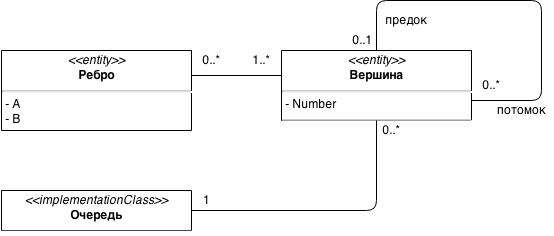 предок
0..1
<<entity>>
Ребро
- A
- B
0..*
1..*
<<entity>>
Вершина
- Number
0..*
потомок
0..*
<<implementationClass>>
Очередь
1